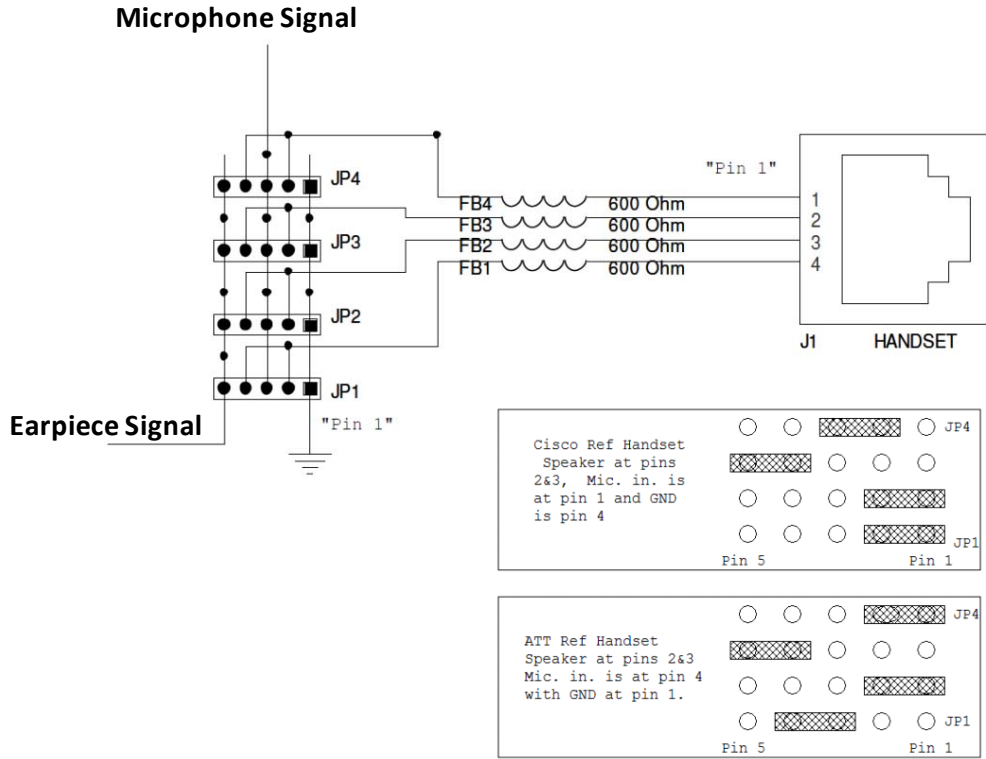 Microphone Signal
"Pin 1"
JP4
FB4 600 Ohm 1
FB3 600 Ohm 2
JP3
FB2 600 Ohm 3
FB1 600 Ohm 4
JP2
J1 HANDSET
JP1
Earpiece Signal
"Pin 1"
Cisco Ref Handset
Speaker at pins
2&3, Mic. in. is
at pin 1 and GND
is pin 4
JP4
JP1
Pin 5 Pin 1
ATT Ref Handset
Speaker at pins 2&3
Mic. in. is at pin 4
with GND at pin 1.
JP4
JP1
Pin 5 Pin 1